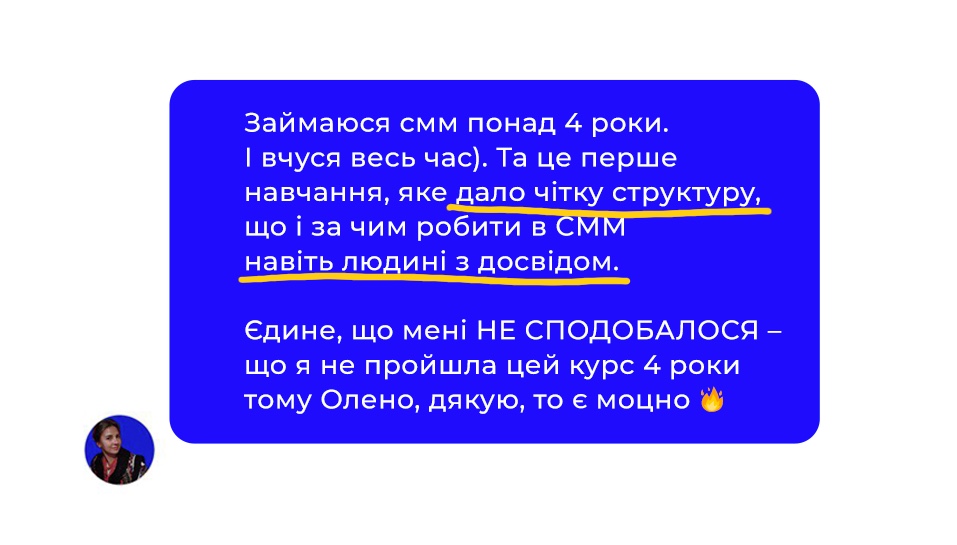 Займаюся смм понад 4 роки.
І вчуся весь час). Та це перше
навчання, яке дало чітку структуру,
що і за чим робити в СММ
навіть людині з досвідом.
Єдине, що мені НЕ СПОДОБАЛОСЯ –
що я не пройшла цей курс 4 роки
тому Олено, дякую, то є моцно 🔥